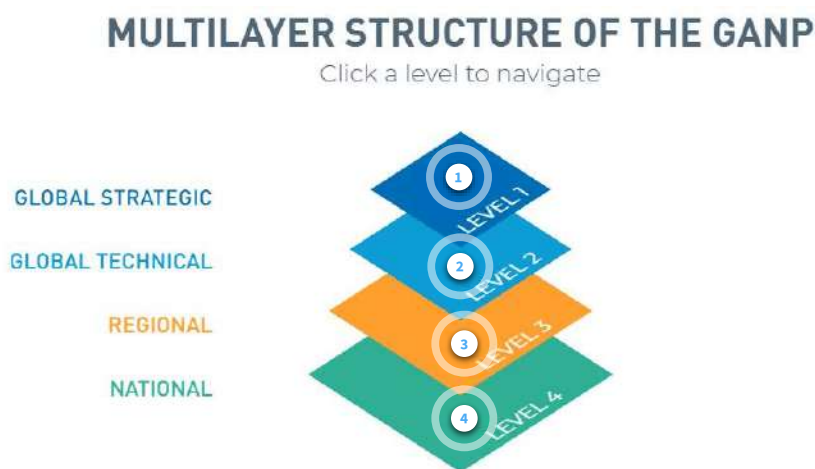 MULTILAYER STRUCTURE OF THE GANP
Click a level to navigate
1
GLOBAL STRATEGIC
LEVEL 1
GLOBAL TECHNICAL
2
LEVEL 2
REGIONAL
3
LEVEL 3
NATIONAL
4
LEVEL 4